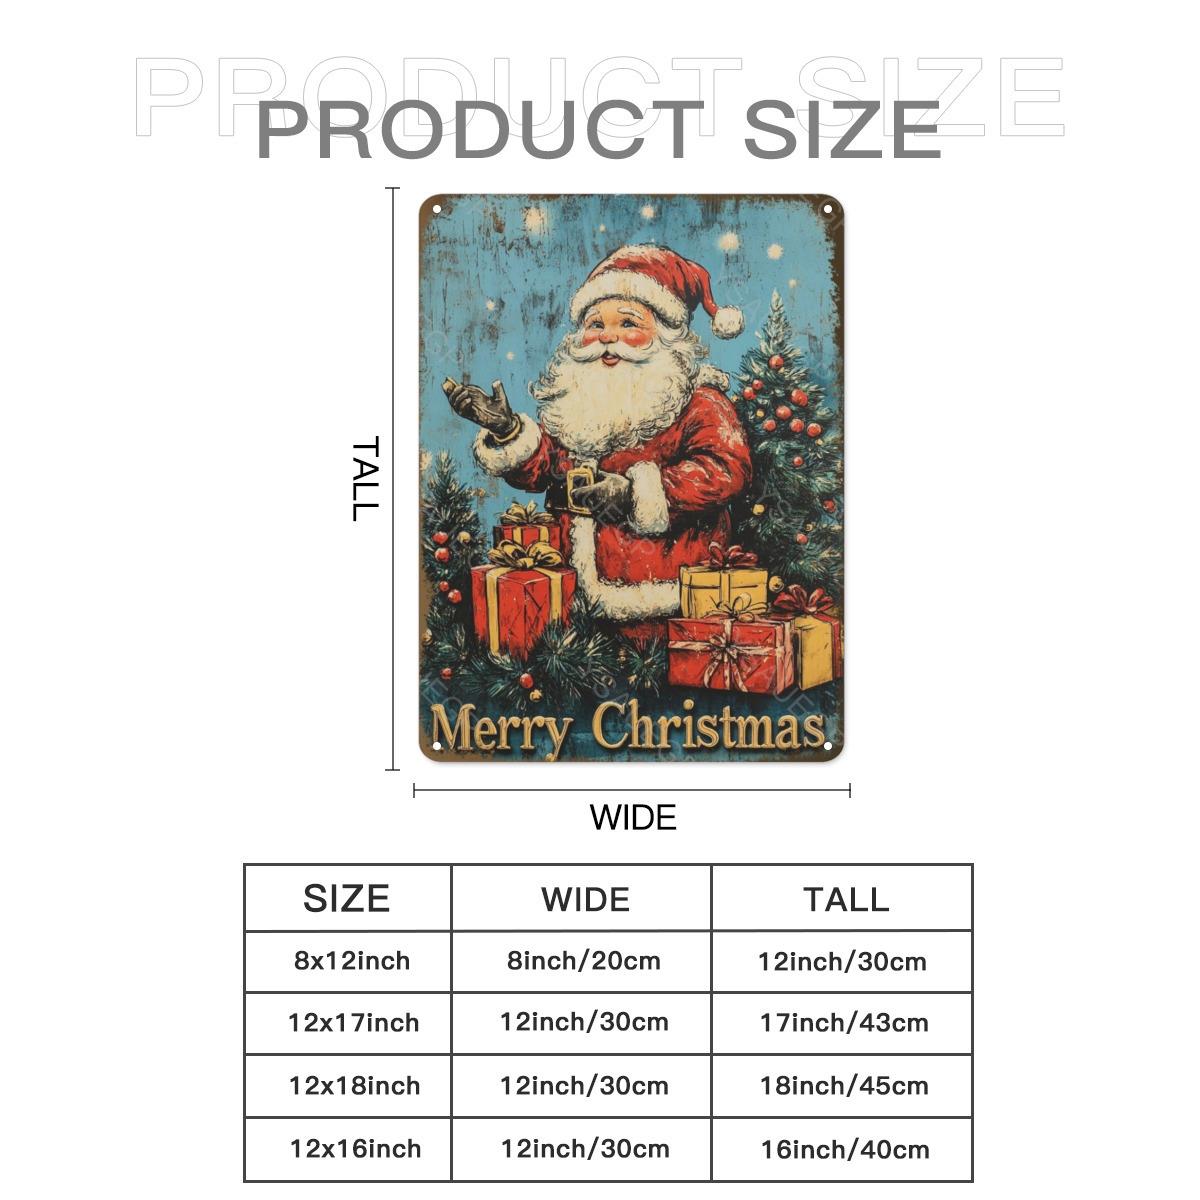 PRODUCT SIZE
PRODUCT SIZE
TALL
Merry Christmas
WIDE
SIZE WIDE TALL
8x12inch 8inch/20cm 12inch/30cm
12x17inch 12inch/30cm 17inch/43cm
12x18inch 12inch/30cm 18inch/45cm
12x16inch 12inch/30cm 16inch/40cm